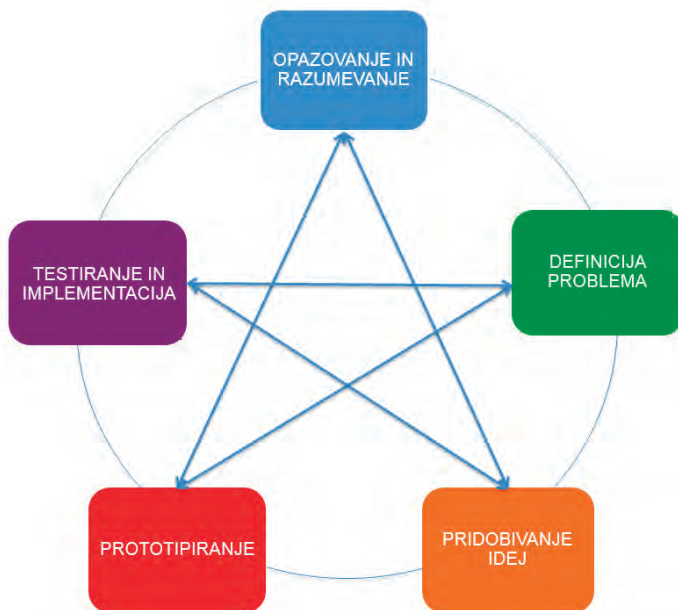 OPAZOVANJE IN
RAZUMEVANJE
TESTIRANJE IN
IMPLEMENTACIJA
DEFINICIJA
PROBLEMA
PROTOTIPIRANJE
PRIDOBIVANJE
IDEJ